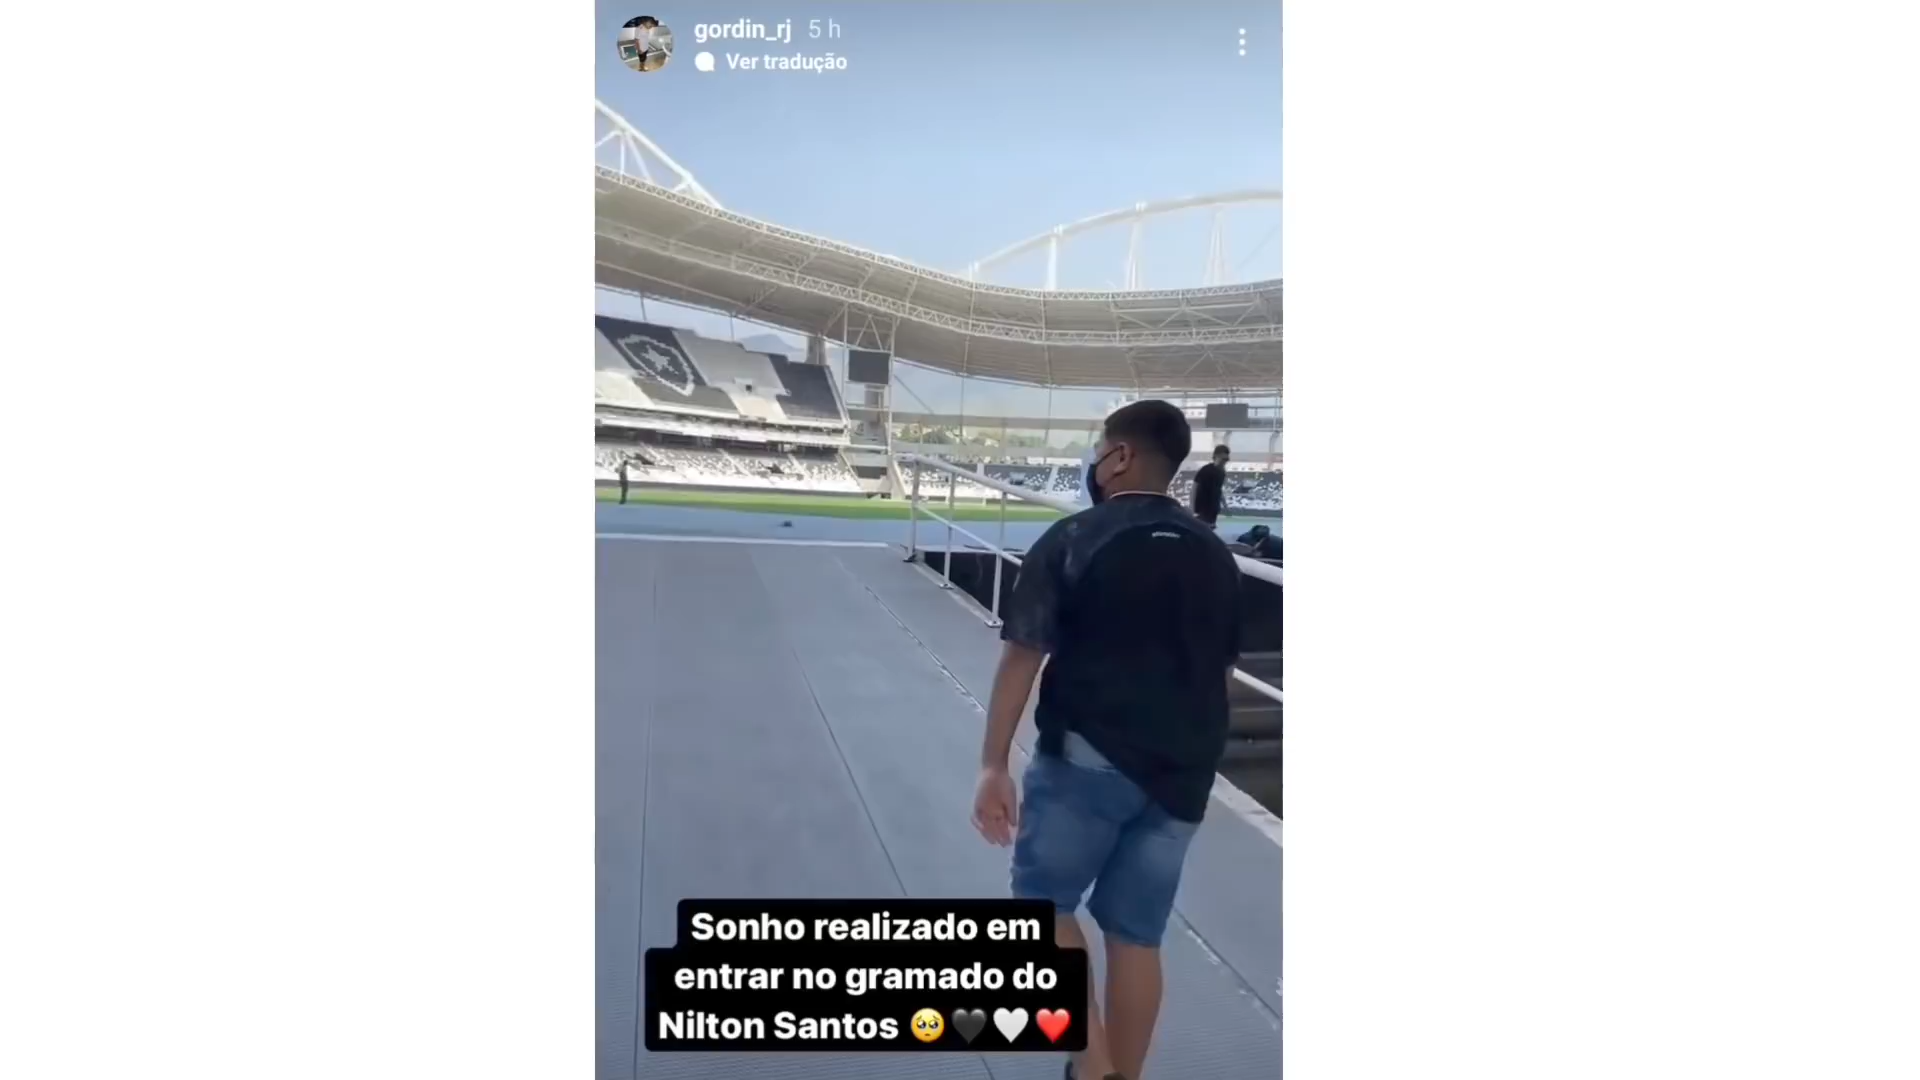 gordin_rj 5 h
Ver tradução
Sonho realizado em
entrar no gramado do
Nilton Santos 🥺🖤🤍❤️